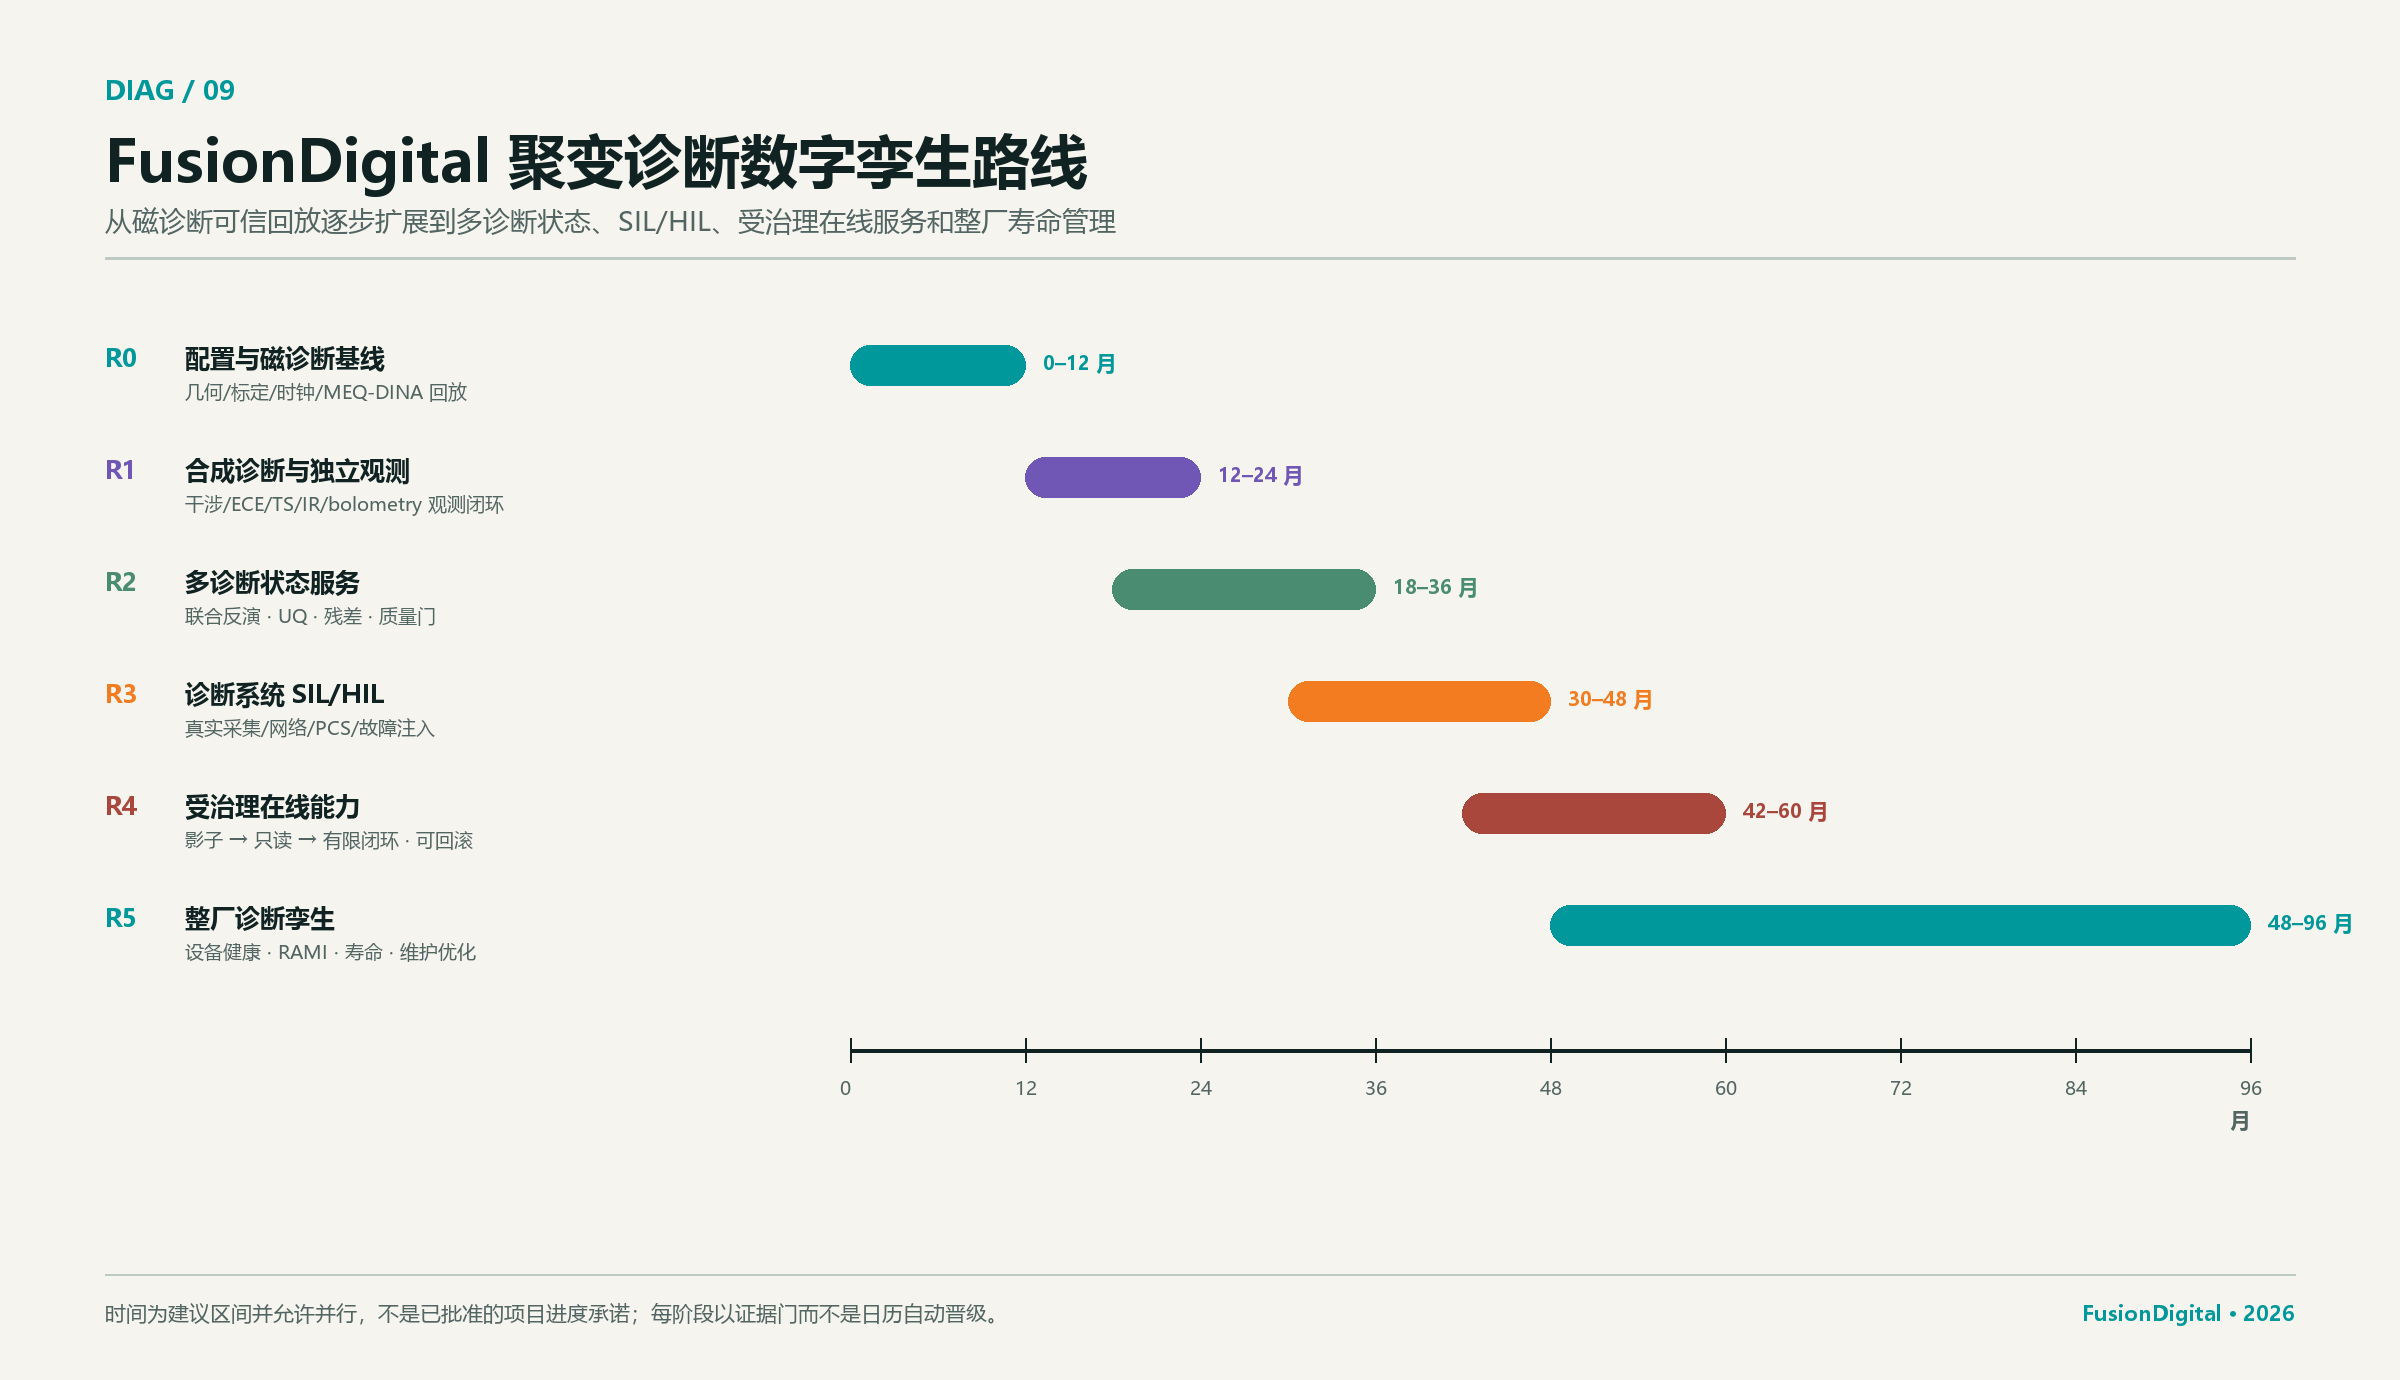 DIAG / 09
FusionDigital 聚变诊断数字孪生路线
从磁诊断可信回放逐步扩展到多诊断状态、SIL/HIL、受治理在线服务和整厂寿命管理
R0 配置与磁诊断基线
0–12 月
几何/标定/时钟/MEQ-DINA 回放
R1 合成诊断与独立观测
12–24 月
干涉/ECE/TS/IR/bolometry 观测闭环
R2 多诊断状态服务
18–36 月
联合反演 · UQ · 残差 · 质量门
R3 诊断系统 SIL/HIL
30–48 月
真实采集/网络/PCS/故障注入
R4 受治理在线能力
42–60 月
影子 → 只读 → 有限闭环 · 可回滚
R5 整厂诊断孪生
48–96 月
设备健康 · RAMI · 寿命 · 维护优化
0 12 24 36 48 60 72 84 96
月
时间为建议区间并允许并行，不是已批准的项目进度承诺；每阶段以证据门而不是日历自动晋级。
FusionDigital • 2026